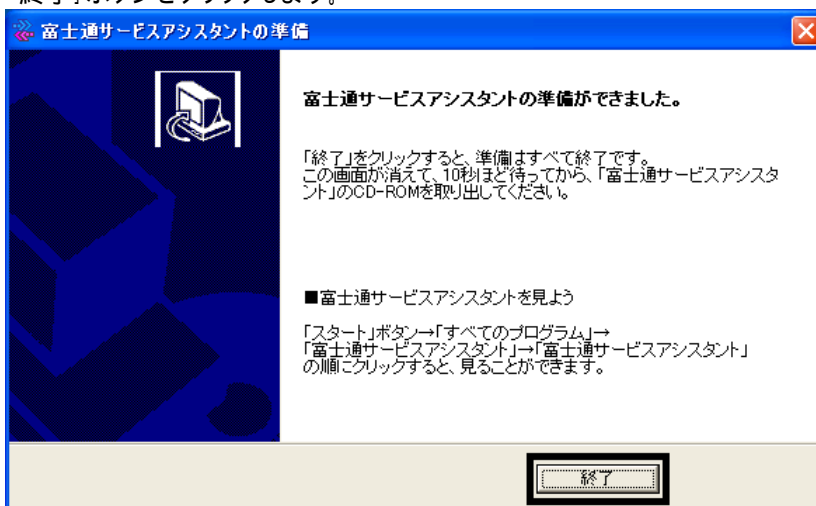 終了」ボタンをクリックします。
富士通サービスアシスタントの準備
富士通サービスアシスタントの準備ができました。
「終了」をクリックすると、準備はすべて終了です。
この画面が消えて、10秒ほど待ってから、「富士通サービスアシスタ
ント」のCD-ROMを取り出してください。
■富士通サービスアシスタントを見よう
「スタート」ボタン→「すべてのプログラム」→
「富士通サービスアシスタント」→「富士通サービスアシスタント」
の順にクリックすると、見ることができます。
終了